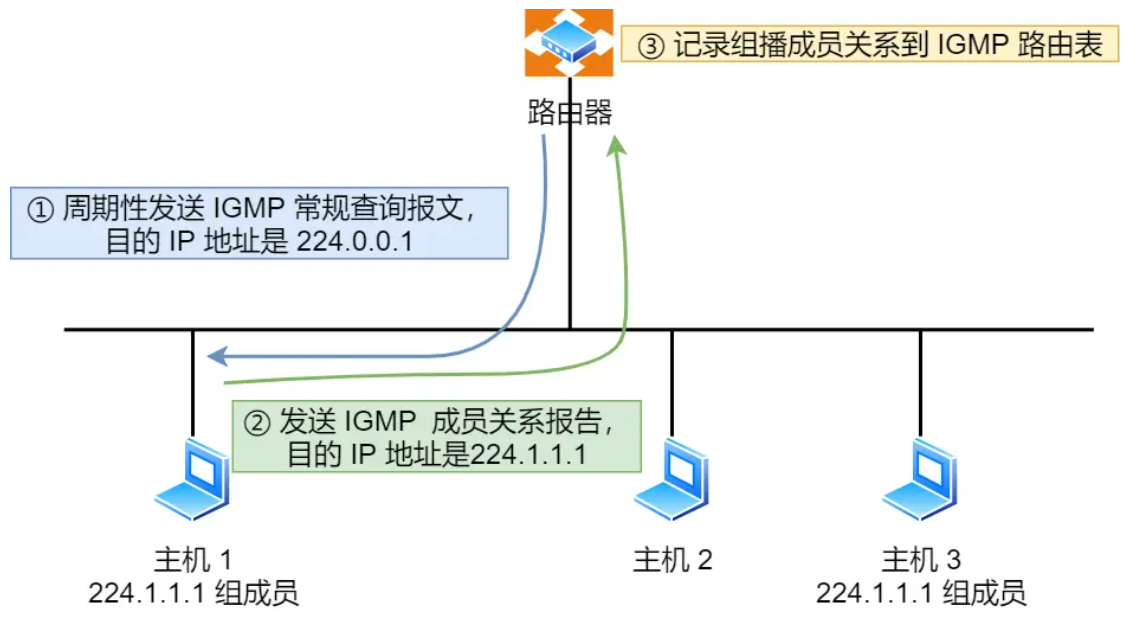 ③ 记录组播成员关系到 IGMP 路由表
路由器
① 周期性发送 IGMP 常规查询报文，
目的 IP 地址是 224.0.0.1
② 发送 IGMP 成员关系报告，
目的 IP 地址是224.1.1.1
主机 1
224.1.1.1 组成员
主机 2
主机 3
224.1.1.1 组成员